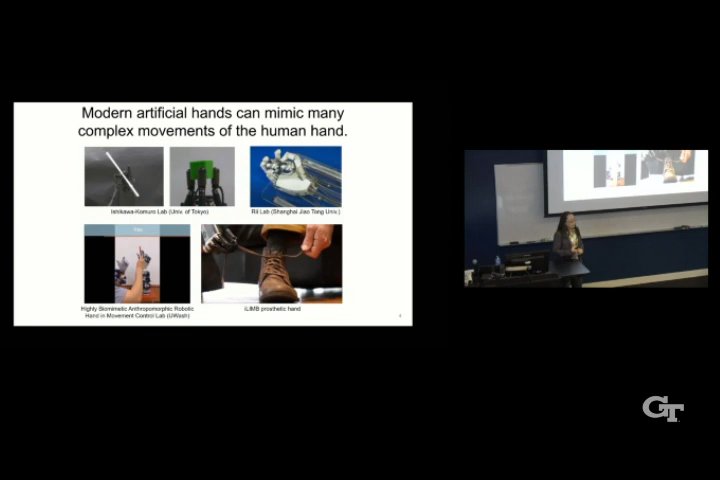 Modern artificial hands can mimic many
complex movements of the human hand.
Ishikawa-Komuro Lab (Univ. of Tokyo)
RII Lab (Shanghai Jiao Tong Univ.)
Highly Biomimetic Anthropomorphic Robotic
Hand in Movement Control Lab (UWash)
ILIMB prosthetic hand
GT